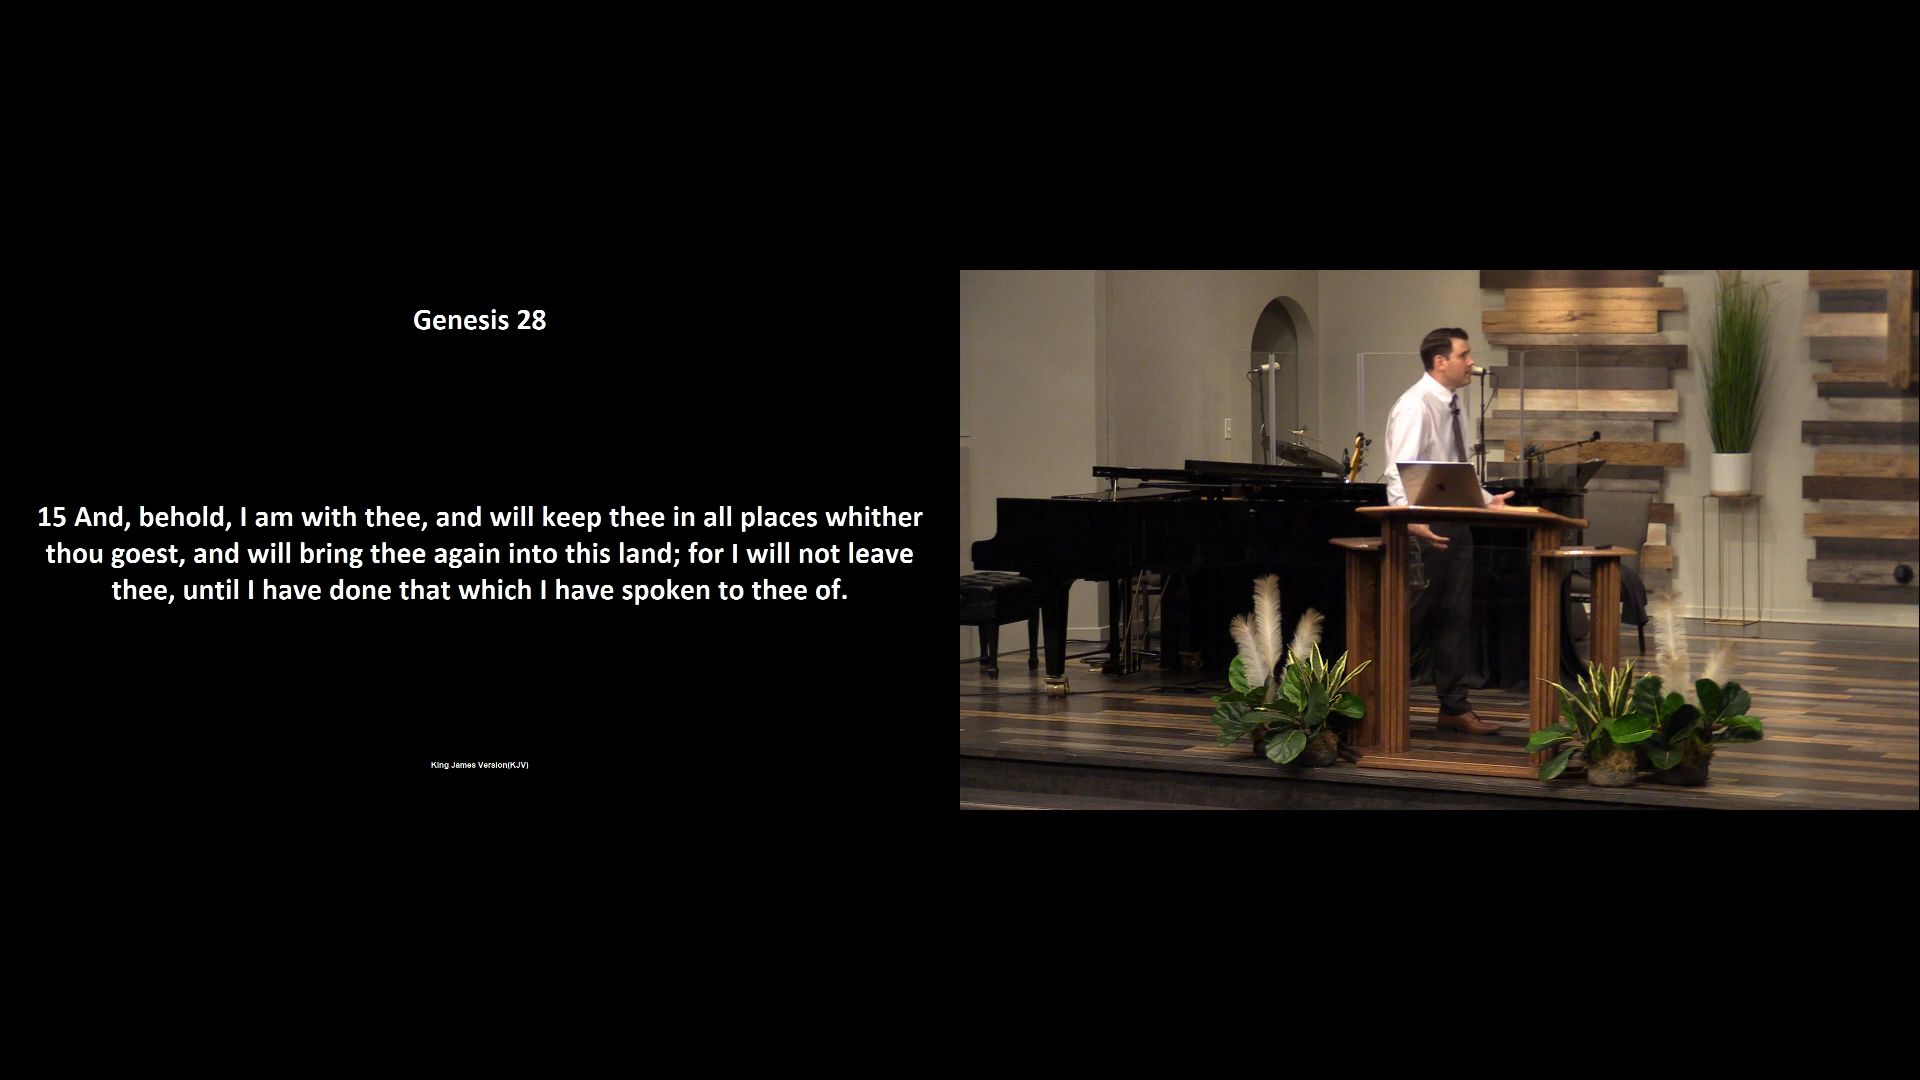 Genesis 28
15 And, behold, I am with thee, and will keep thee in all places whither
thou goest, and will bring thee again into this land; for I will not leave
thee, until I have done that which I have spoken to thee of.
King James Version(KJV)